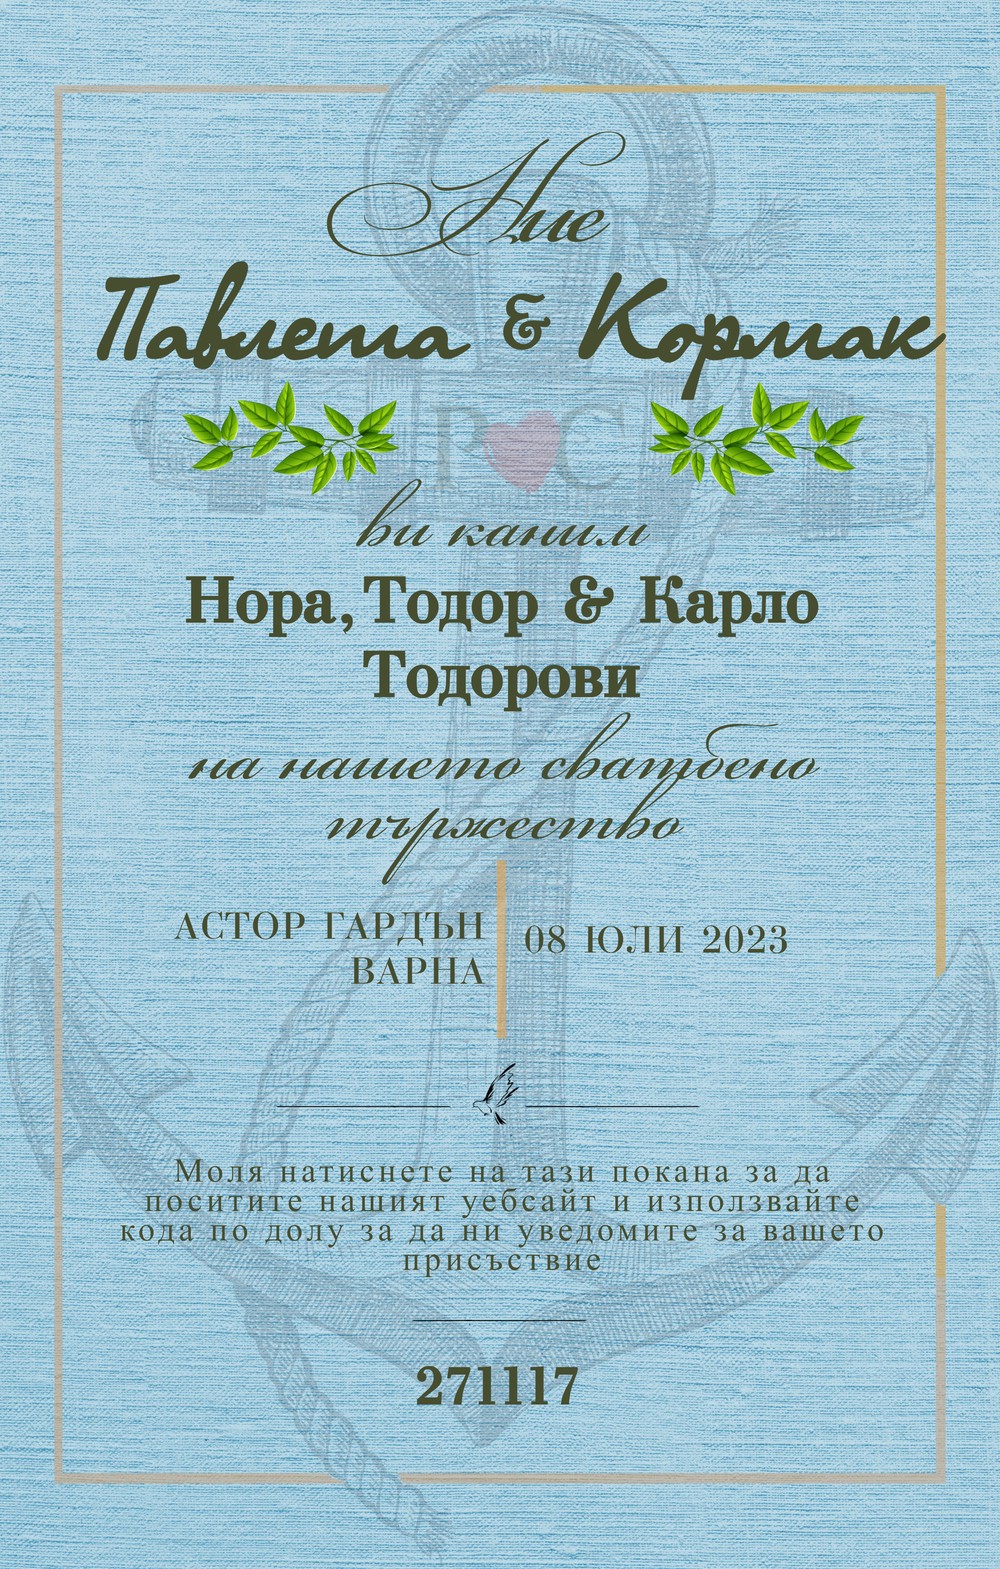 Ние
Павлета & Кормак
P C
ви каним
Нора, Тодор & Карло
Тодорови
на нашето сватбено
тържество
АСТОР ГАРДЪН
ВАРНА
08 ЮЛИ 2023
Моля натиснете на тази покана за да
поситите нашият уебсайт и използвайте
кода по долу за да ни уведомите за вашето
присъствие
271117